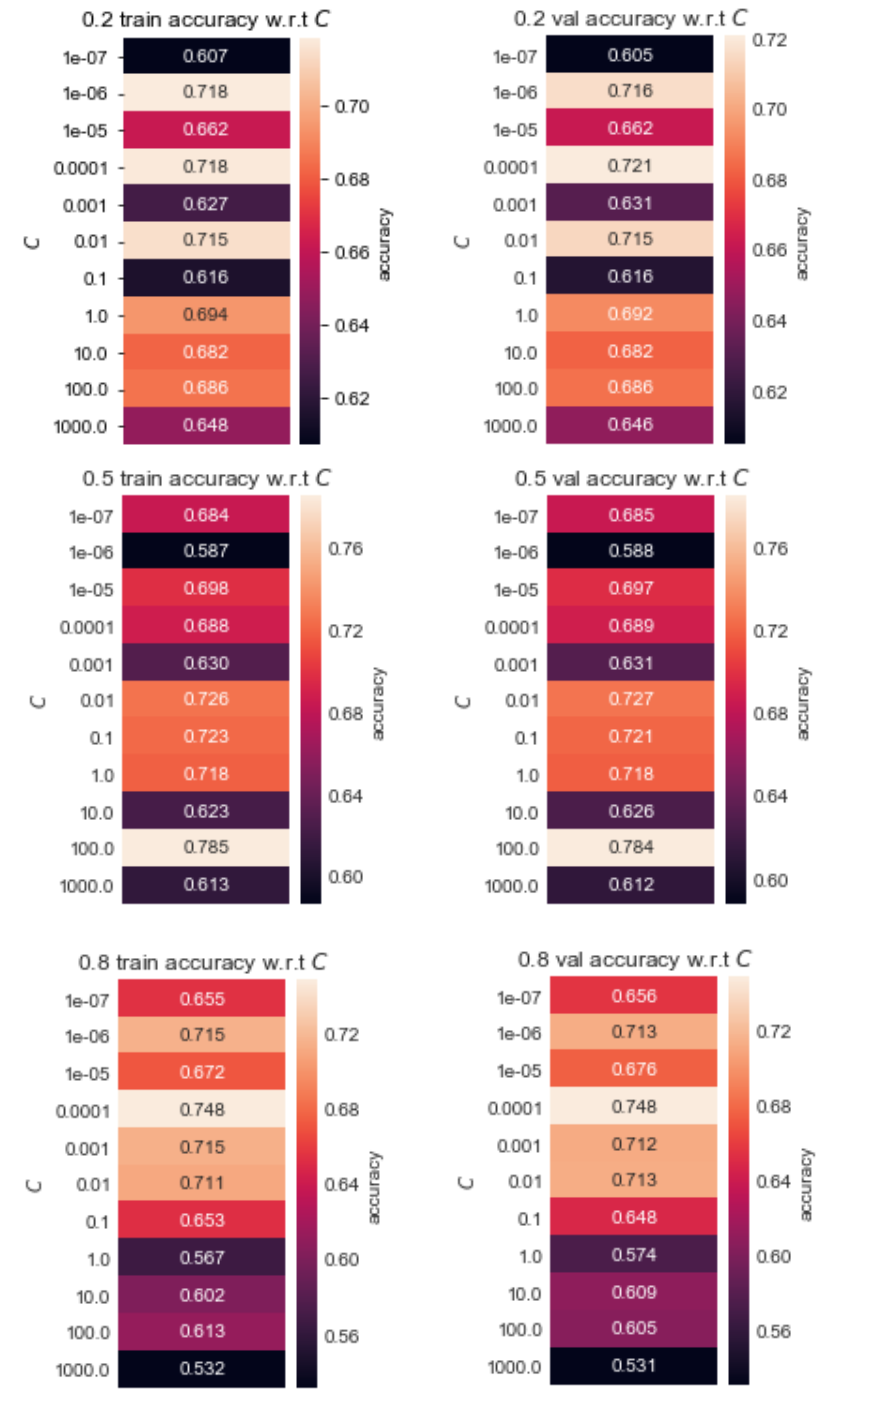 0.2 train accuracy w.r.t C
1e-07 0.607
1e-06 0.718
0.70
1e-05 0.662
0.0001 0.718
0.68
0.001 0.627
0.01 0.715
0.66
0.1 0.616
1.0 0.694
0.64
10.0 0.682
100.0 0.686
0.62
1000.0 0.648
C
accuracy
0.2 val accuracy w.r.t C
0.72
1e-07 0.605
1e-06 0.716
0.70
1e-05 0.662
0.0001 0.721
0.68
0.001 0.631
0.01 0.715
0.66
0.1 0.616
1.0 0.692
0.64
10.0 0.682
100.0 0.686
0.62
1000.0 0.646
C
accuracy
0.5 train accuracy w.r.t C
1e-07 0.684
1e-06 0.587
0.76
1e-05 0.698
0.0001 0.688
0.72
0.001 0.630
0.01 0.726
0.68
0.1 0.723
1.0 0.718
0.64
10.0 0.623
100.0 0.785
0.60
1000.0 0.613
C
accuracy
0.5 val accuracy w.r.t C
1e-07 0.685
1e-06 0.588
0.76
1e-05 0.697
0.0001 0.689
0.72
0.001 0.631
0.01 0.727
0.68
0.1 0.721
1.0 0.718
0.64
10.0 0.626
100.0 0.784
0.60
1000.0 0.612
C
accuracy
0.8 train accuracy w.r.t C
1e-07 0.655
1e-06 0.715
0.72
1e-05 0.672
0.0001 0.748
0.68
0.001 0.715
0.01 0.711
0.64
0.1 0.653
1.0 0.567
0.60
10.0 0.602
100.0 0.613
0.56
1000.0 0.532
C
accuracy
0.8 val accuracy w.r.t C
1e-07 0.656
1e-06 0.713
0.72
1e-05 0.676
0.0001 0.748
0.68
0.001 0.712
0.01 0.713
0.64
0.1 0.648
1.0 0.574
0.60
10.0 0.609
100.0 0.605
0.56
1000.0 0.531
C
accuracy